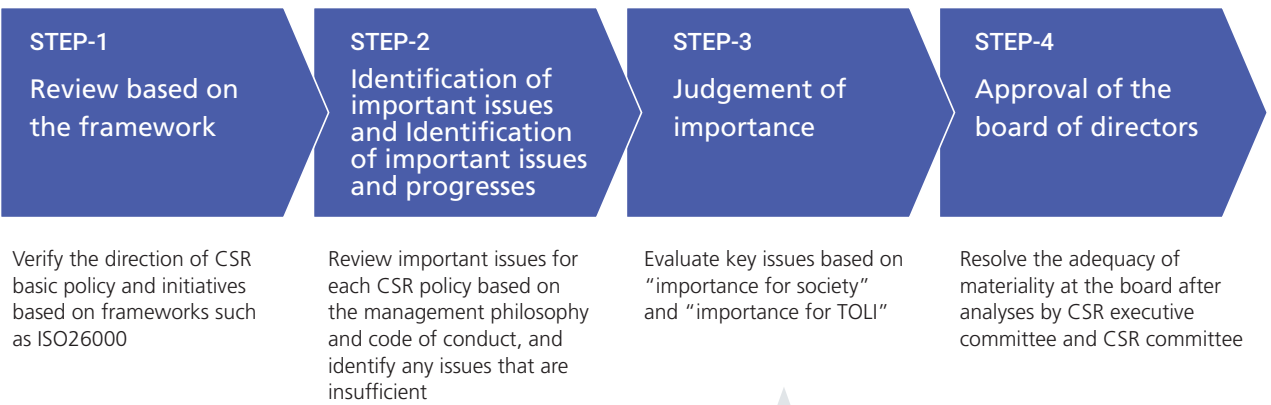 STEP-1
Review based on
the framework
STEP-2
Identification of
important issues
and Identification
of important issues
and progresses
STEP-3
Judgement of
importance
STEP-4
Approval of the
board of directors
Verify the direction of CSR
basic policy and initiatives
based on frameworks such
as ISO26000
Review important issues for
each CSR policy based on
the management philosophy
and code of conduct, and
identify any issues that are
insufficient
Evaluate key issues based on
“importance for society”
and “importance for TOLI”
Resolve the adequacy of
materiality at the board after
analyses by CSR executive
committee and CSR committee